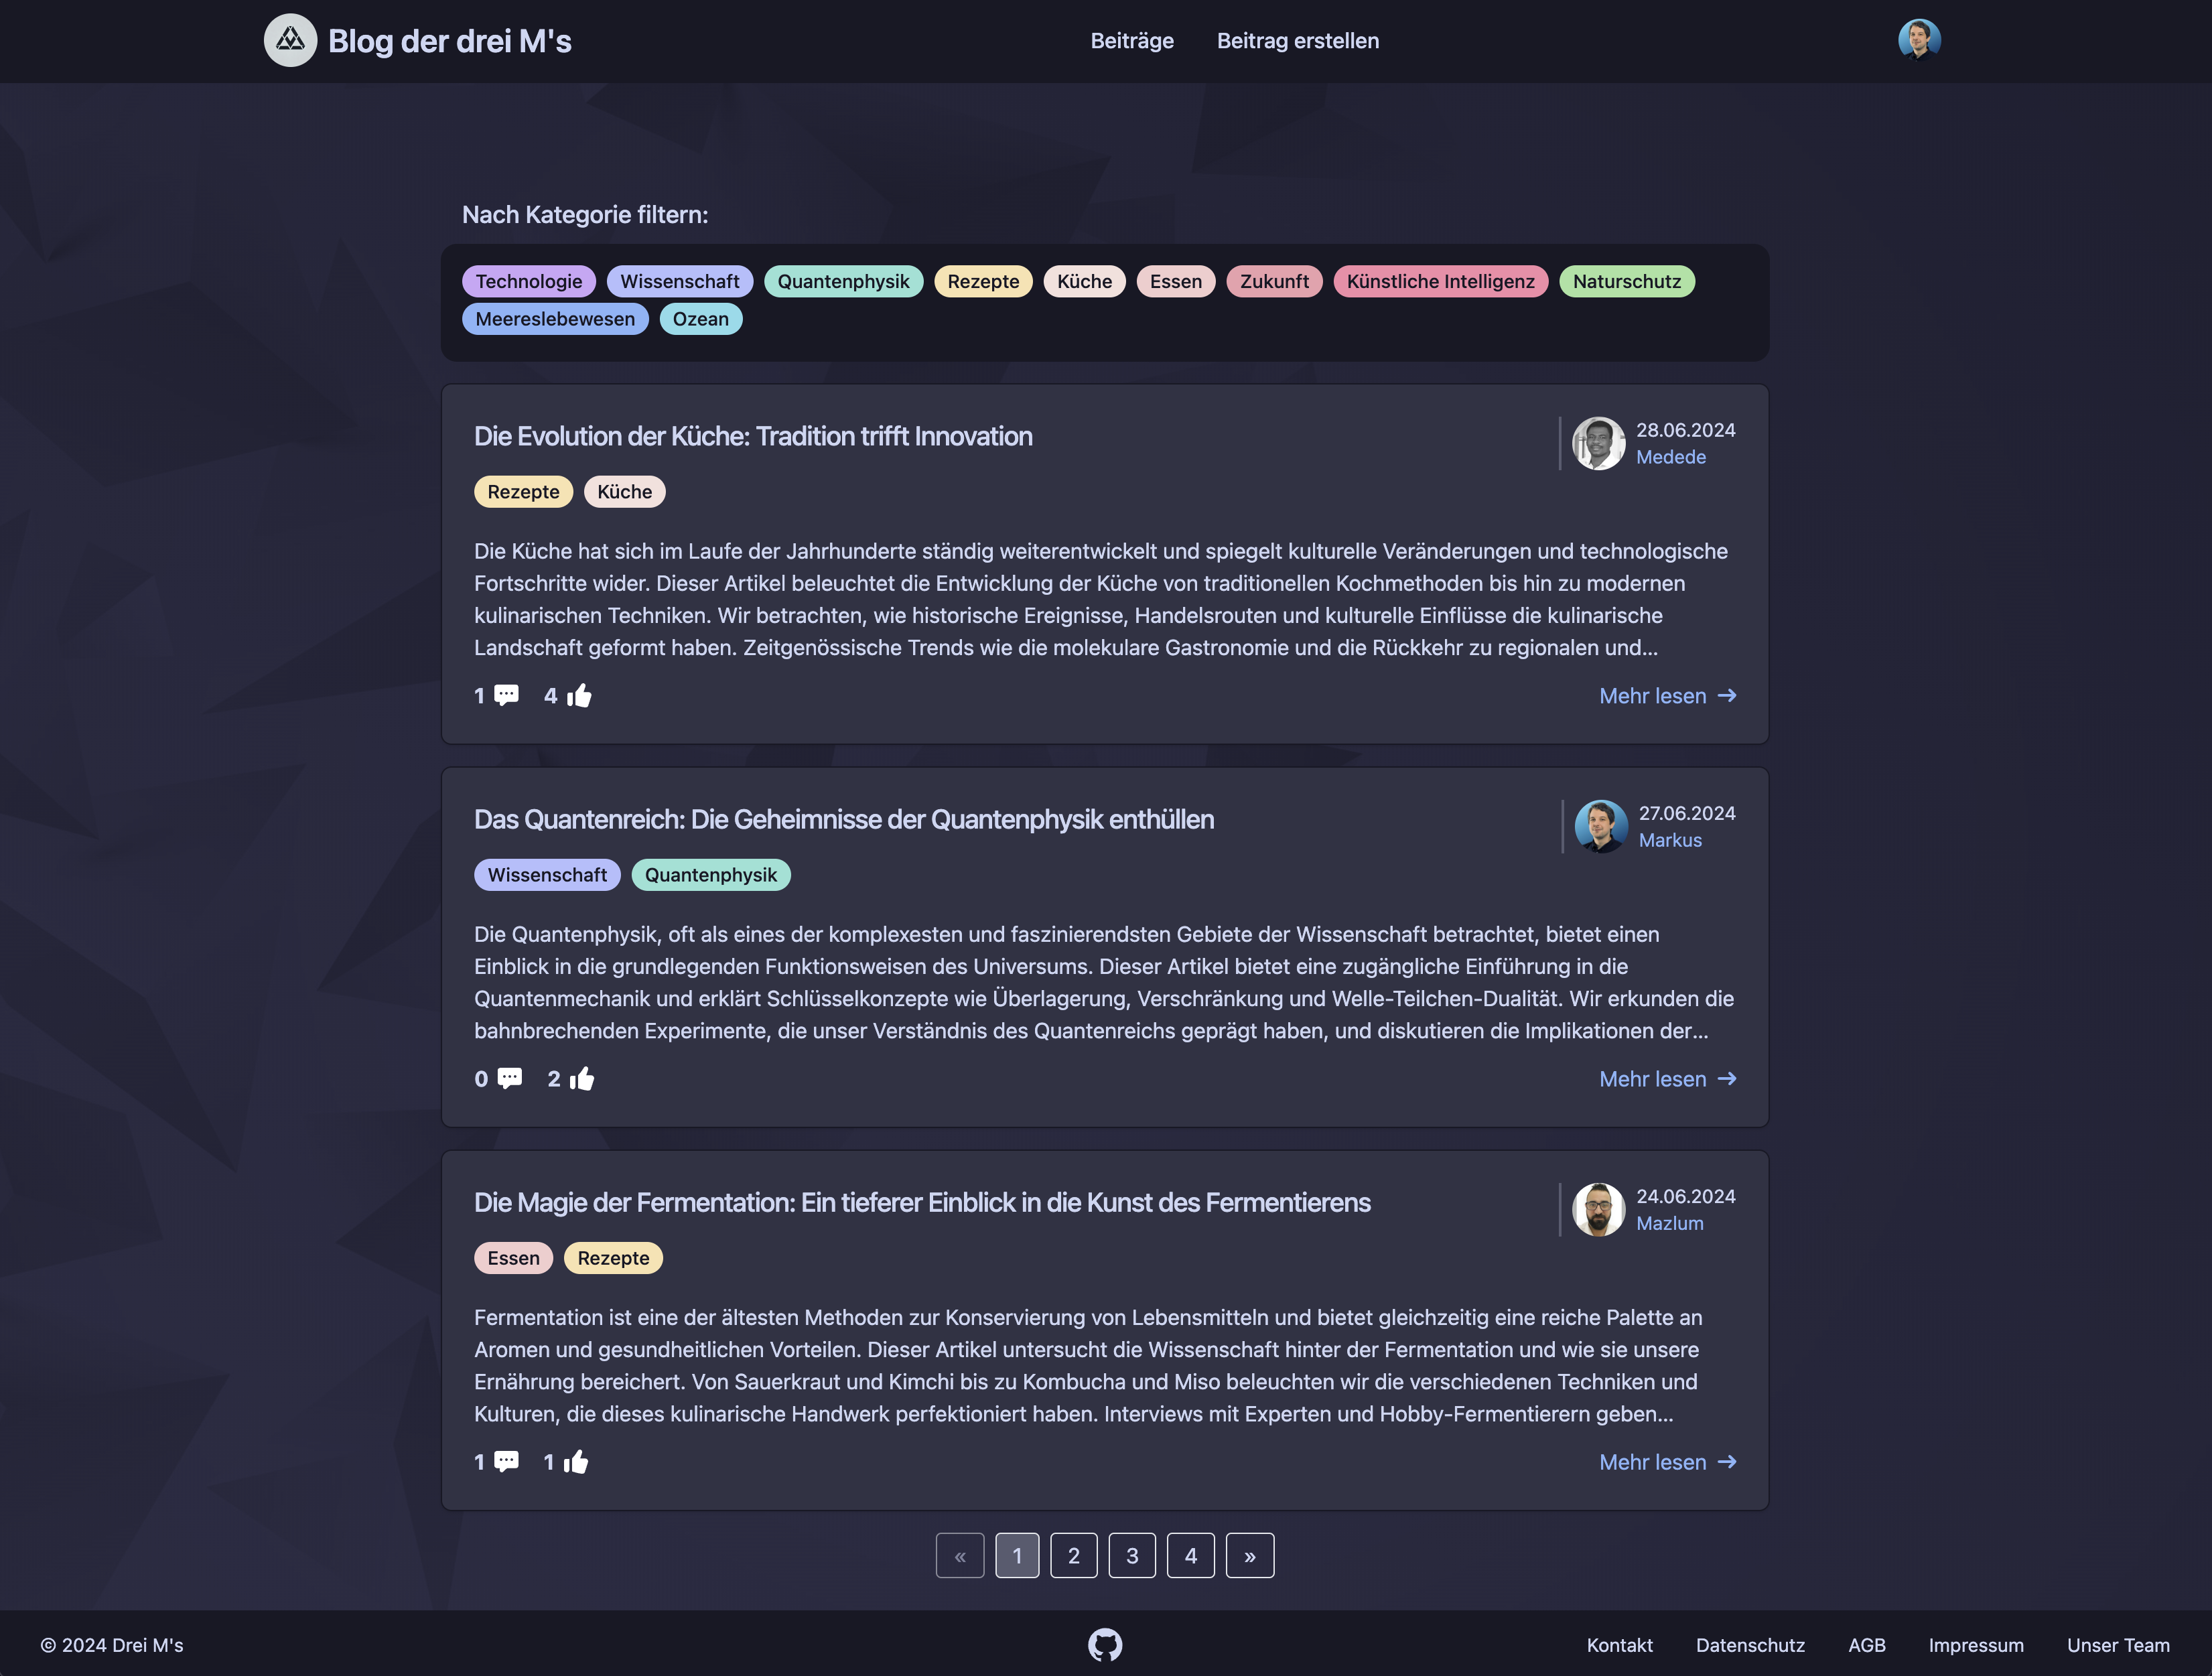 Blog der drei M's
Beiträge
Beitrag erstellen
Nach Kategorie filtern:
Technologie Wissenschaft Quantenphysik Rezepte Küche Essen Zukunft Künstliche Intelligenz Naturschutz
Meereslebewesen Ozean
Die Evolution der Küche: Tradition trifft Innovation
28.06.2024
Medede
Rezepte Küche
Die Küche hat sich im Laufe der Jahrhunderte ständig weiterentwickelt und spiegelt kulturelle Veränderungen und technologische
Fortschritte wider. Dieser Artikel beleuchtet die Entwicklung der Küche von traditionellen Kochmethoden bis hin zu modernen
kulinarischen Techniken. Wir betrachten, wie historische Ereignisse, Handelsrouten und kulturelle Einflüsse die kulinarische
Landschaft geformt haben. Zeitgenössische Trends wie die molekulare Gastronomie und die Rückkehr zu regionalen und...
1 4 Mehr lesen →
Das Quantenreich: Die Geheimnisse der Quantenphysik enthüllen
27.06.2024
Markus
Wissenschaft Quantenphysik
Die Quantenphysik, oft als eines der komplexesten und faszinierendsten Gebiete der Wissenschaft betrachtet, bietet einen
Einblick in die grundlegenden Funktionsweisen des Universums. Dieser Artikel bietet eine zugängliche Einführung in die
Quantenmechanik und erklärt Schlüsselkonzepte wie Überlagerung, Verschränkung und Welle-Teilchen-Dualität. Wir erkunden die
bahnbrechenden Experimente, die unser Verständnis des Quantenreichs geprägt haben, und diskutieren die Implikationen der...
0 2 Mehr lesen →
Die Magie der Fermentation: Ein tieferer Einblick in die Kunst des Fermentierens
24.06.2024
Mazlum
Essen Rezepte
Fermentation ist eine der ältesten Methoden zur Konservierung von Lebensmitteln und bietet gleichzeitig eine reiche Palette an
Aromen und gesundheitlichen Vorteilen. Dieser Artikel untersucht die Wissenschaft hinter der Fermentation und wie sie unsere
Ernährung bereichert. Von Sauerkraut und Kimchi bis zu Kombucha und Miso beleuchten wir die verschiedenen Techniken und
Kulturen, die dieses kulinarische Handwerk perfektioniert haben. Interviews mit Experten und Hobby-Fermentierern geben...
1 1 Mehr lesen →
« 1 2 3 4 »
© 2024 Drei M's
Kontakt Datenschutz AGB Impressum Unser Team